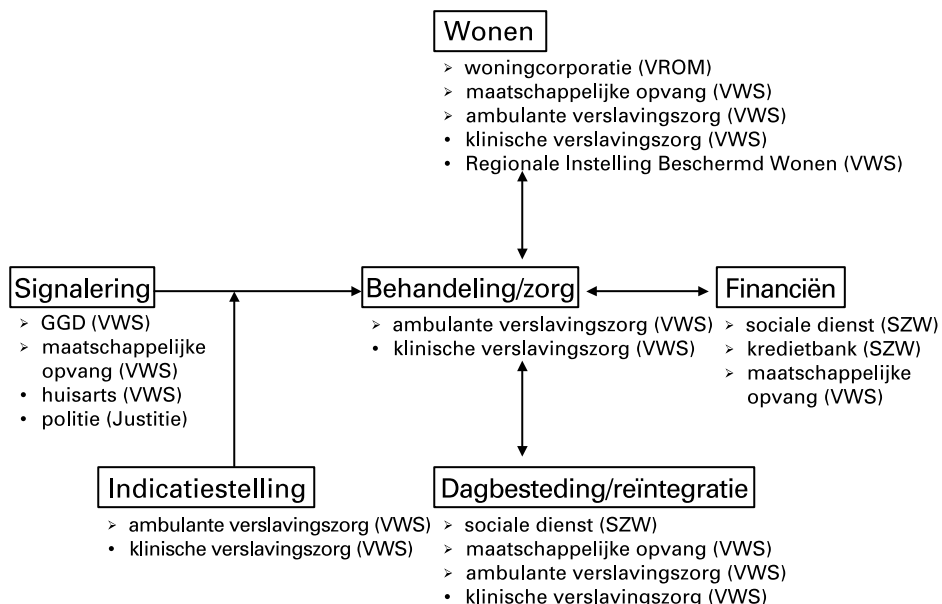 Wonen
➢ woningcorporatie (VROM)
➢ maatschappelijke opvang (VWS)
➢ ambulante verslavingszorg (VWS)
• klinische verslavingszorg (VWS)
• Regionale Instelling Beschermd Wonen (VWS)
Signalering
➢ GGD (VWS)
➢ maatschappelijke
opvang (VWS)
• huisarts (VWS)
• politie (Justitie)
Behandeling/zorg
➢ ambulante verslavingszorg (VWS)
• klinische verslavingszorg (VWS)
Financiën
➢ sociale dienst (SZW)
➢ kredietbank (SZW)
➢ maatschappelijke
opvang (VWS)
Indicatiestelling
➢ ambulante verslavingszorg (VWS)
• klinische verslavingszorg (VWS)
Dagbesteding/reïntegratie
➢ sociale dienst (SZW)
➢ maatschappelijke opvang (VWS)
➢ ambulante verslavingszorg (VWS)
• klinische verslavingszorg (VWS)